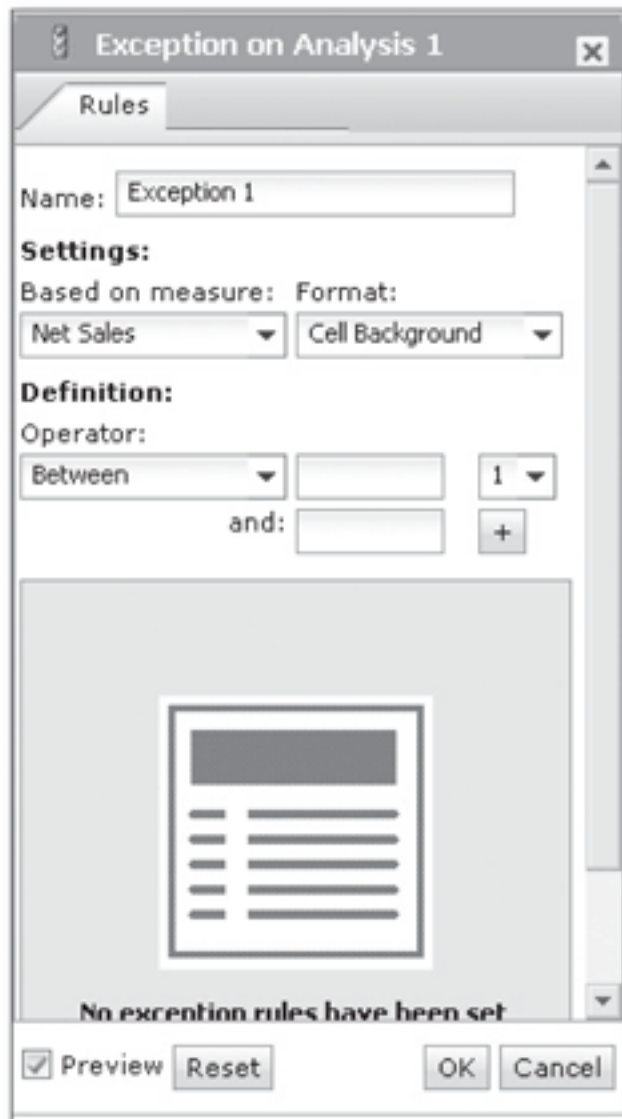 Exception on Analysis 1
Rules
Name: Exception 1
Settings:
Based on measure: Format:
Net Sales Cell Background
Definition:
Operator:
Between 1
and: +
No exception rules have been set
Preview Reset OK Cancel